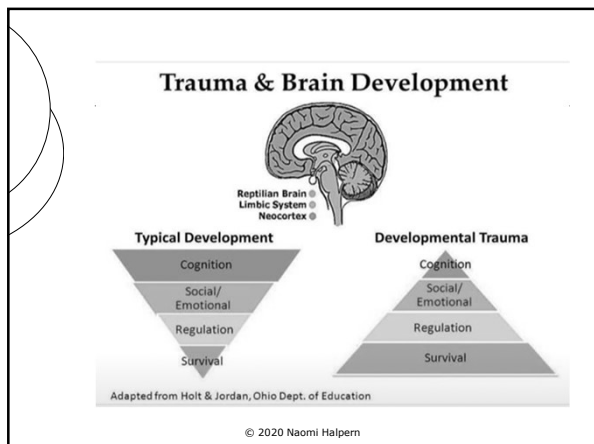 Trauma & Brain Development
Reptilian Brain
Limbic System
Neocortex
Typical Development
Cognition
Social/
Emotional
Regulation
Survival
Developmental Trauma
Cognition
Social/
Emotional
Regulation
Survival
Adapted from Holt & Jordan, Ohio Dept. of Education
© 2020 Naomi Halpern